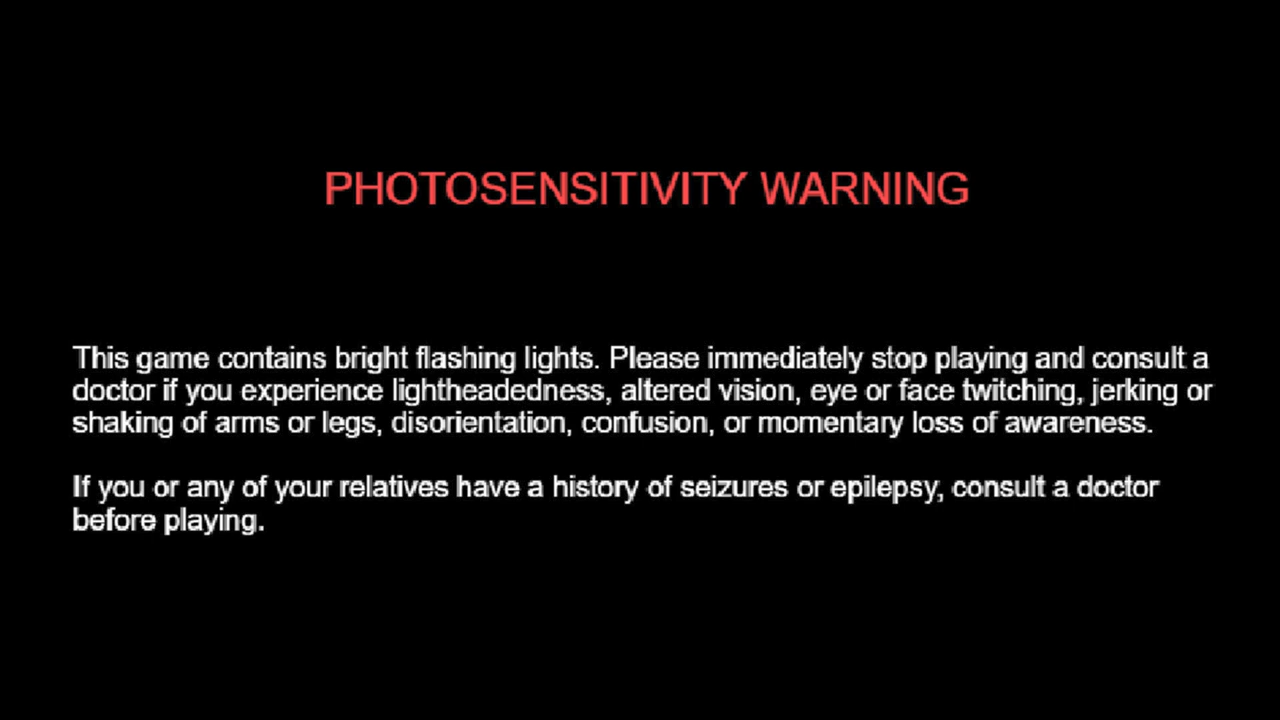 PHOTOSENSITIVITY WARNING
This game contains bright flashing lights. Please immediately stop playing and consult a
doctor if you experience lightheadedness, altered vision, eye or face twitching, jerking or
shaking of arms or legs, disorientation, confusion, or momentary loss of awareness.
If you or any of your relatives have a history of seizures or epilepsy, consult a doctor
before playing.